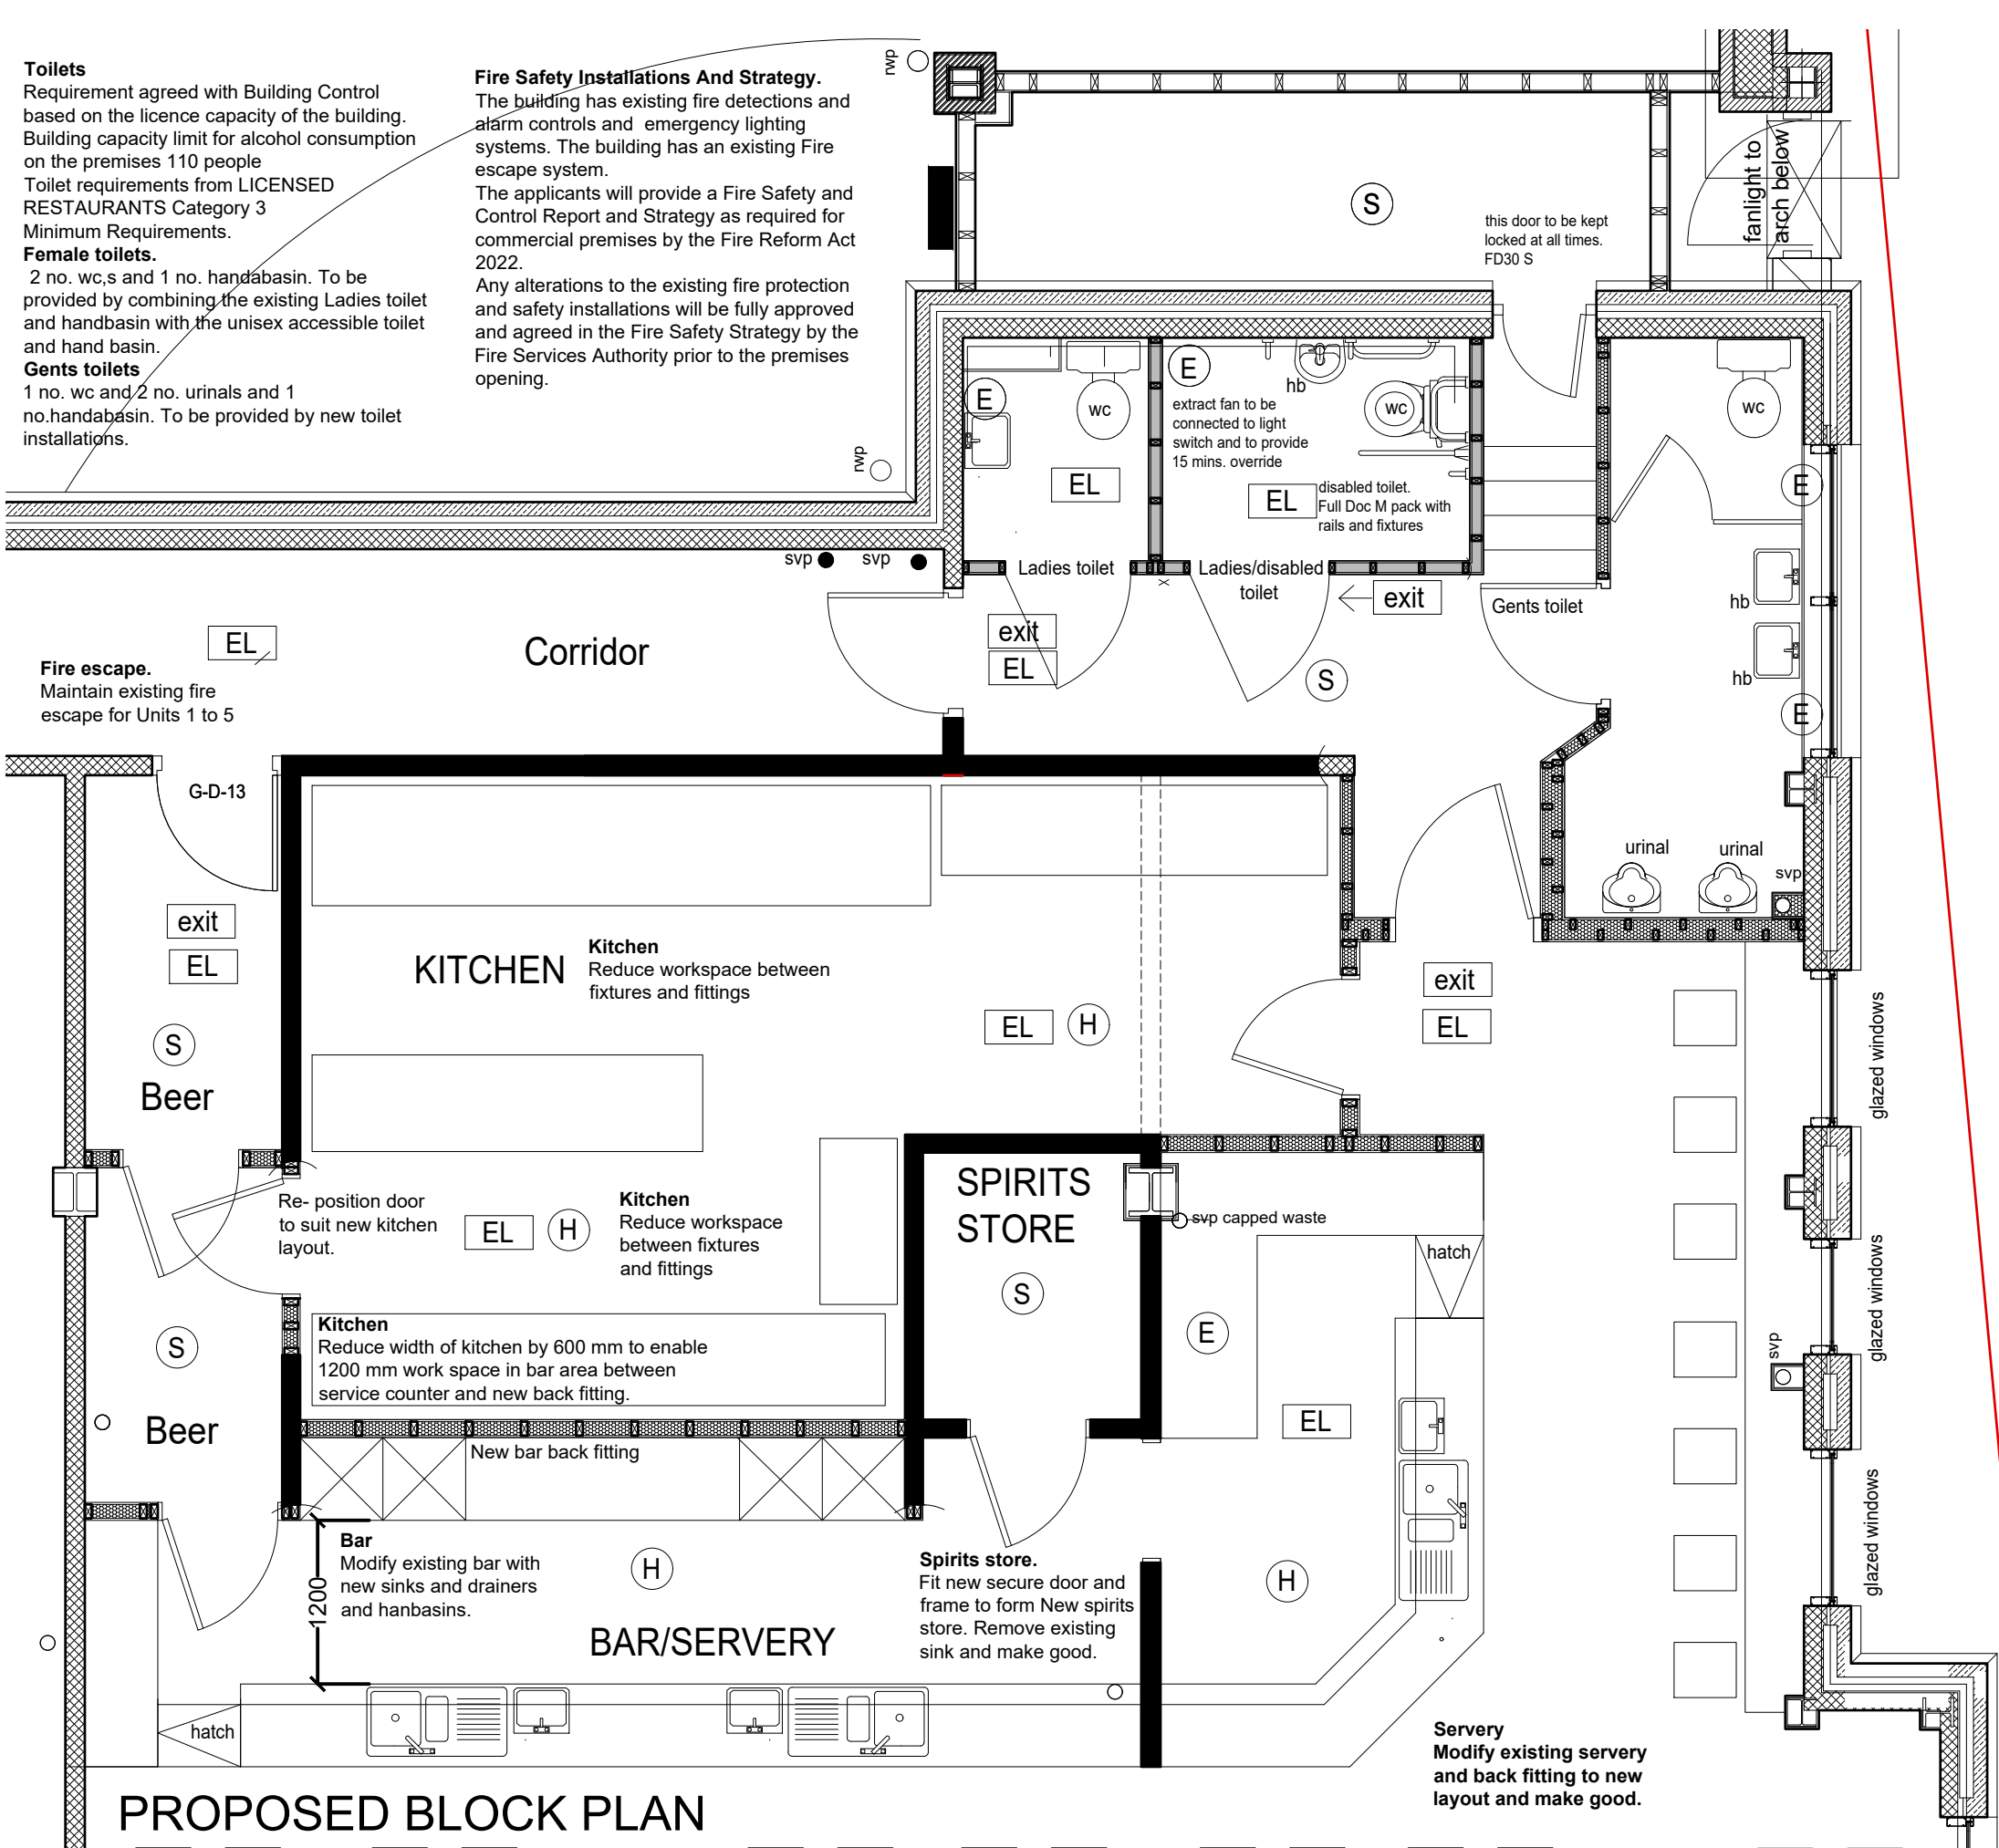 Toilets
Requirement agreed with Building Control
based on the licence capacity of the building.
Building capacity limit for alcohol consumption
on the premises 110 people
Toilet requirements from LICENSED
RESTAURANTS Category 3
Minimum Requirements.
Female toilets.
2 no. wc,s and 1 no. handabasin. To be
provided by combining the existing Ladies toilet
and handbasin with the unisex accessible toilet
and hand basin.
Gents toilets
1 no. wc and 2 no. urinals and 1
no.handabasin. To be provided by new toilet
installations.
Fire Safety Installations And Strategy.
The building has existing fire detections and
alarm controls and emergency lighting
systems. The building has an existing Fire
escape system.
The applicants will provide a Fire Safety and
Control Report and Strategy as required for
commercial premises by the Fire Reform Act
2022.
Any alterations to the existing fire protection
and safety installations will be fully approved
and agreed in the Fire Safety Strategy by the
Fire Services Authority prior to the premises
opening.
rwp
S
this door to be kept
locked at all times.
FD30 S
fanlight to
arch below
rwp
E
wc
EL
E
hb
wc
extract fan to be
connected to light
switch and to provide
15 mins. override
EL
disabled toilet.
Full Doc M pack with
rails and fixtures
wc
E
svp
svp
Ladies toilet
Ladies/disabled
toilet
exit
Gents toilet
hb
hb
E
EL
Corridor
exit
EL
S
Fire escape.
Maintain existing fire
escape for Units 1 to 5
G-D-13
urinal
urinal
svp
exit
EL
KITCHEN
Kitchen
Reduce workspace between
fixtures and fittings
EL
H
exit
EL
glazed windows
S
Beer
Re- position door
to suit new kitchen
layout.
EL
H
Kitchen
Reduce workspace
between fixtures
and fittings
SPIRITS
STORE
S
svp capped waste
hatch
glazed windows
S
Beer
Kitchen
Reduce width of kitchen by 600 mm to enable
1200 mm work space in bar area between
service counter and new back fitting.
E
EL
svp
New bar back fitting
glazed windows
1200
Bar
Modify existing bar with
new sinks and drainers
and hanbasins.
H
BAR/SERVERY
Spirits store.
Fit new secure door and
frame to form New spirits
store. Remove existing
sink and make good.
H
hatch
Servery
Modify existing servery
and back fitting to new
layout and make good.
PROPOSED BLOCK PLAN